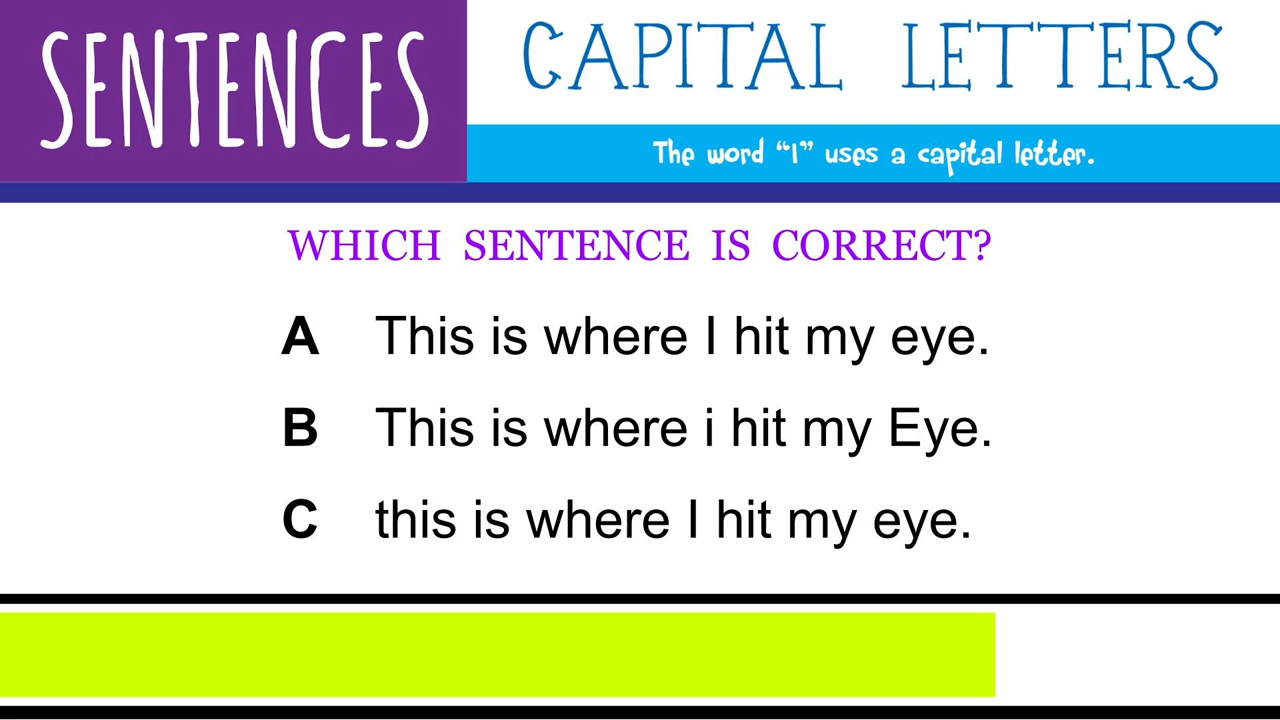 SENTENCES
CAPITAL LETTERS
The word “I” uses a capital letter.
WHICH SENTENCE IS CORRECT?
A This is where I hit my eye.
B This is where i hit my Eye.
C this is where I hit my eye.